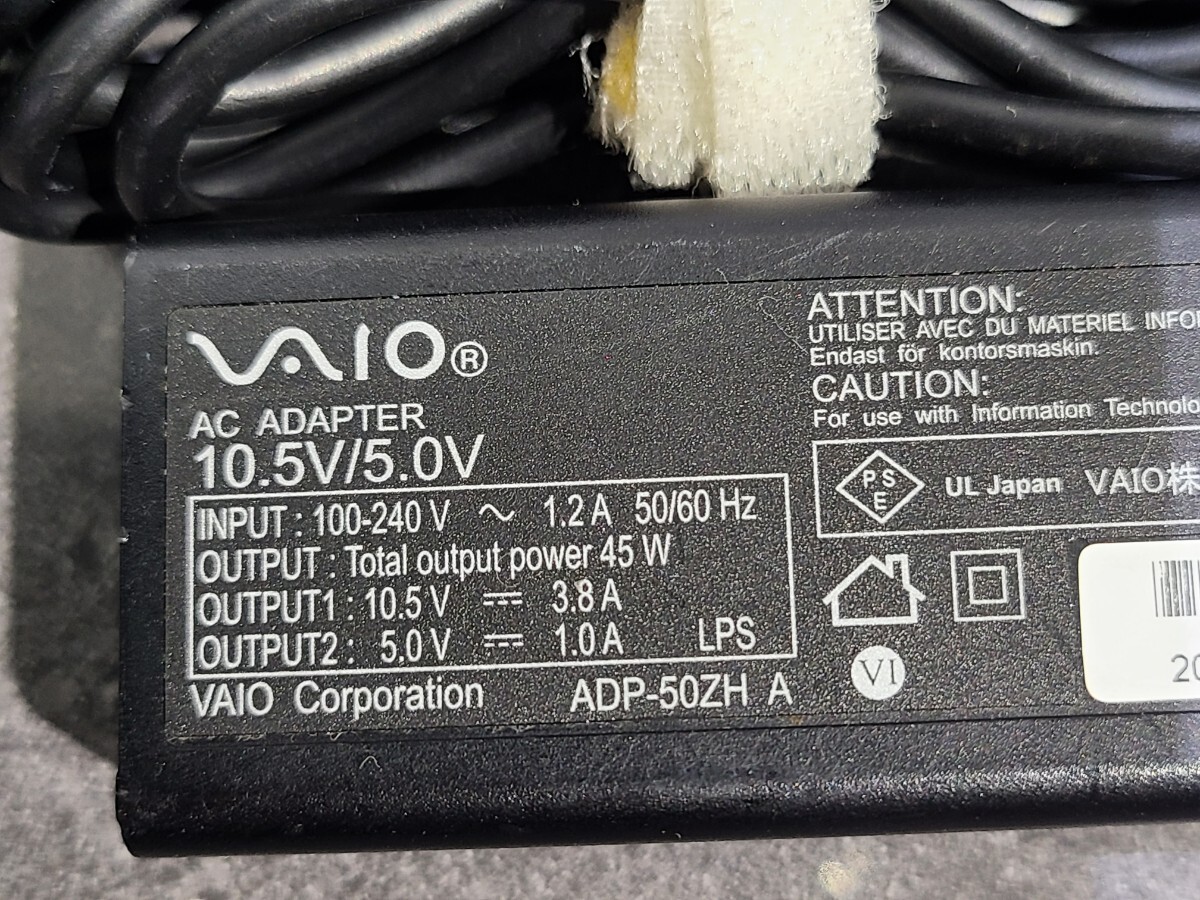 VAIO®
AC ADAPTER
10.5V/5.0V
INPUT : 100-240 V ～ 1.2 A 50/60 Hz
OUTPUT : Total output power 45 W
OUTPUT1 : 10.5 V ⎓ 3.8 A
OUTPUT2 : 5.0 V ⎓ 1.0 A LPS
VAIO Corporation ADP-50ZH A
ATTENTION:
UTILISER AVEC DU MATERIEL
Endast för kontorsmaskin.
CAUTION:
For use with Information
PSE UL Japan VAIO株
VI